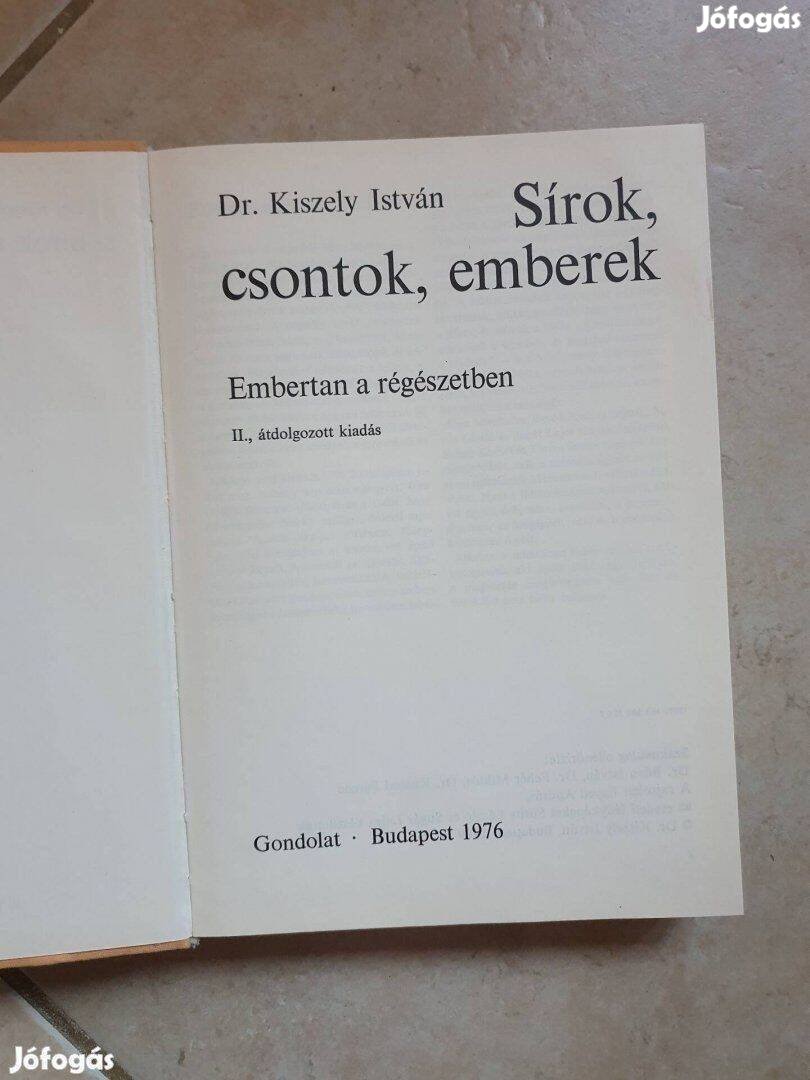 Jófogás
Dr. Kiszely István Sírok,
csontok, emberek
Embertan a régészetben
II., átdolgozott kiadás
Gondolat · Budapest 1976
Jófogás